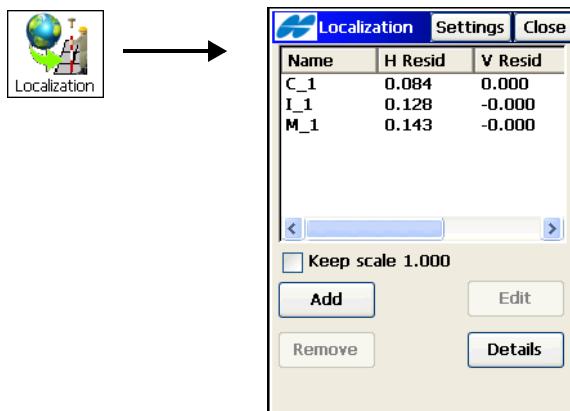 Localization
Localization Settings Close
Name H Resid V Resid
C_1 0.084 0.000
I_1 0.128 -0.000
M_1 0.143 -0.000
Keep scale 1.000
Add Edit
Remove Details